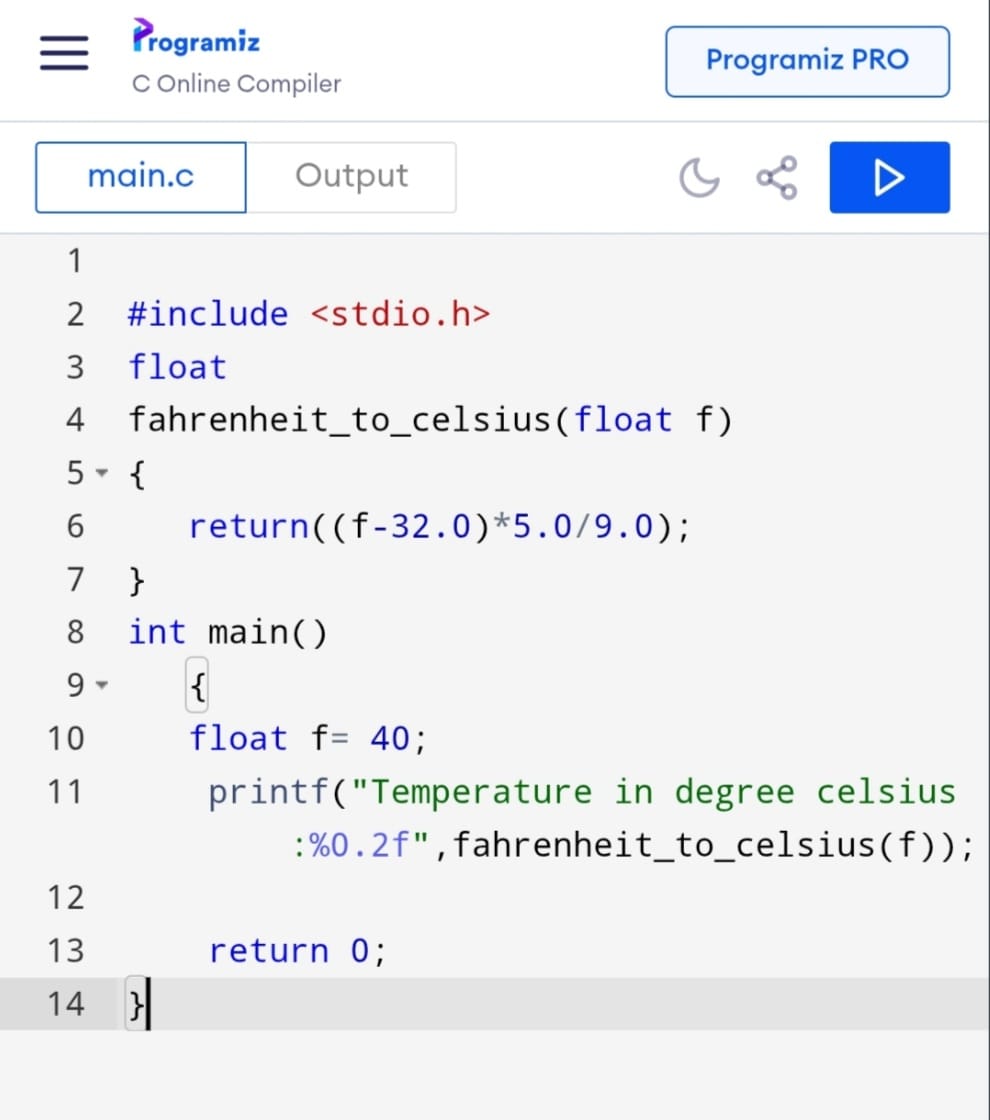 Programiz
C Online Compiler
Programiz PRO
main.c
Output
1
2 #include <stdio.h>
3 float
4 fahrenheit_to_celsius(float f)
5 {
6 return((f-32.0)*5.0/9.0);
7 }
8 int main()
9 {
10 float f= 40;
11 printf("Temperature in degree celsius
:%0.2f",fahrenheit_to_celsius(f));
12
13 return 0;
14 }